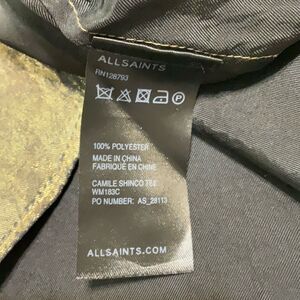 ALLSAINTS
RN128793
P
100% POLYESTER
MADE IN CHINA
FABRIQUÉ EN CHINE
CAMILE SHINCO TEE
WM183C
PO NUMBER: AS_28113
ALLSAINTS.COM